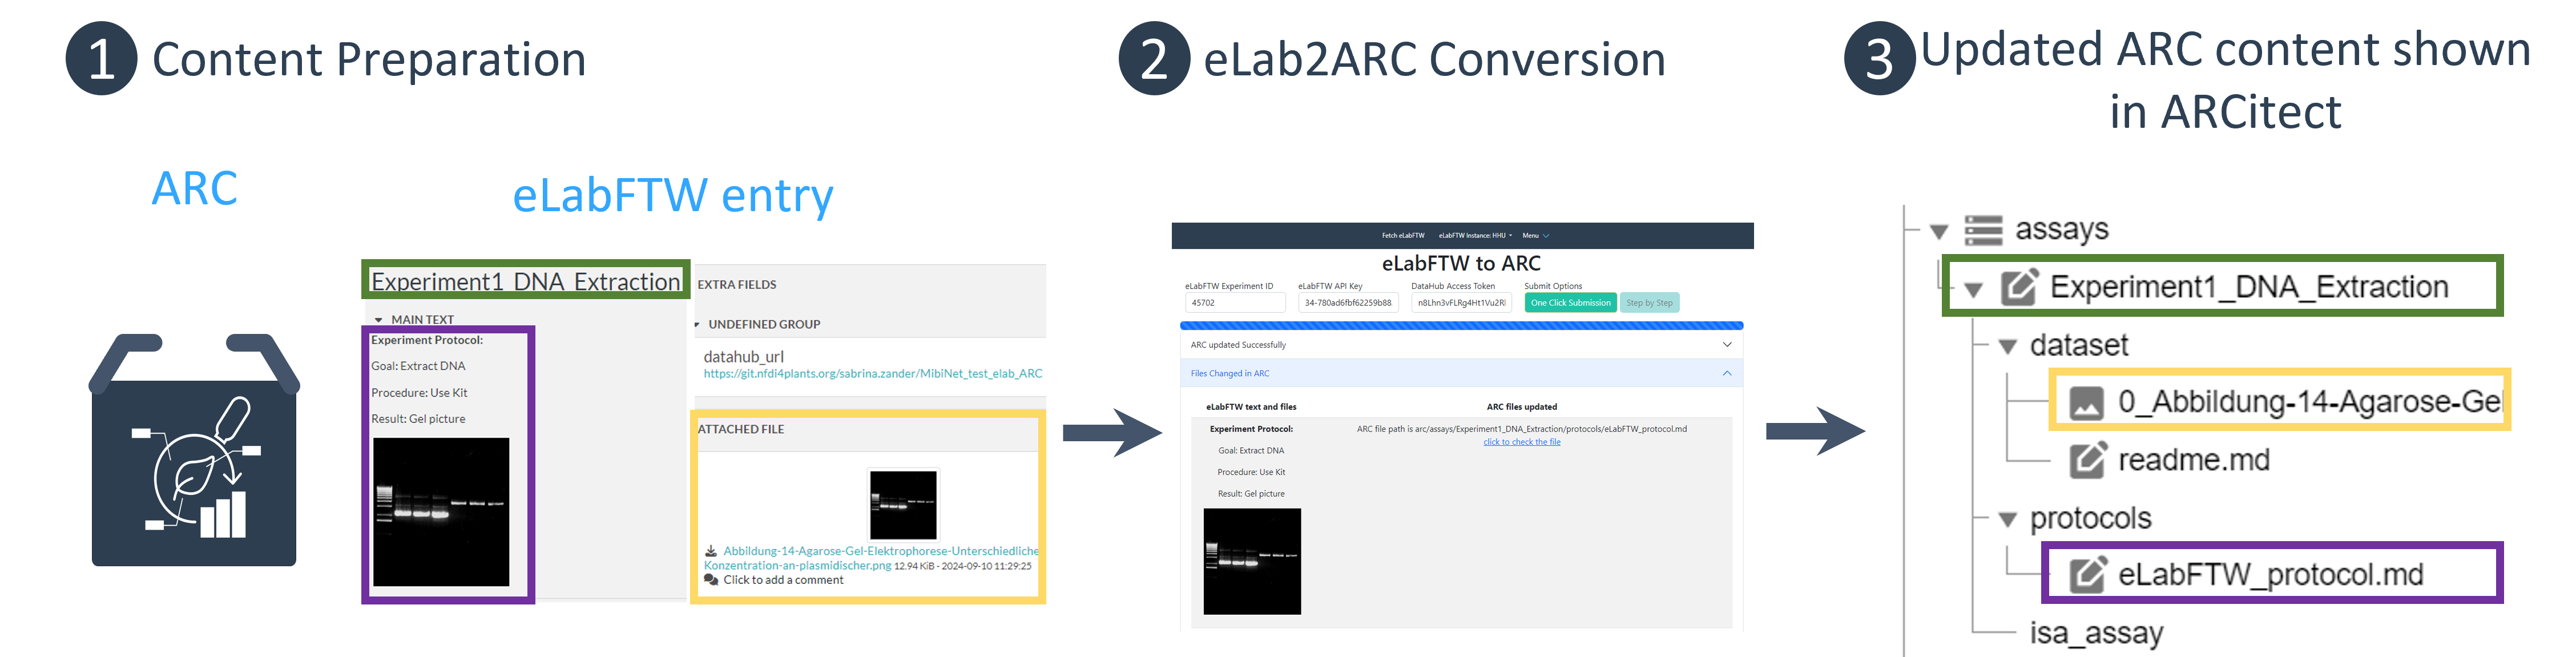 1 Content Preparation
ARC
eLabFTW entry
Experiment1_DNA_Extraction
MAIN TEXT
Experiment Protocol:
Goal: Extract DNA
Procedure: Use Kit
Result: Gel picture
EXTRA FIELDS
UNDEFINED GROUP
datahub_url
https://git.nfdi4plants.org/sabrina.zander/MibiNet_test_elab_ARC
ATTACHED FILE
Abbildung-14-Agarose-Gel-Elektrophorese-Unterschiedliche
Konzentration-an-plasmidischer.png 12.94 KiB - 2024-09-10 11:29:25
Click to add a comment
2 eLab2ARC Conversion
Fetch eLabFTW eLabFTW Instance: HHU Menu
eLabFTW to ARC
eLabFTW Experiment ID eLabFTW API Key DataHub Access Token Submit Options
45702 34-780ad6fbf62259b88 n8Lhn3vFLRg4Ht1Vu2RI One Click Submission Step by Step
ARC updated Successfully
Files Changed in ARC
eLabFTW text and files ARC files updated
Experiment Protocol: ARC file path is arc/assays/Experiment1_DNA_Extraction/protocols/eLabFTW_protocol.md
click to check the file
Goal: Extract DNA
Procedure: Use Kit
Result: Gel picture
3 Updated ARC content shown
in ARCitect
assays
Experiment1_DNA_Extraction
dataset
0_Abbildung-14-Agarose-Gel
readme.md
protocols
eLabFTW_protocol.md
isa_assay